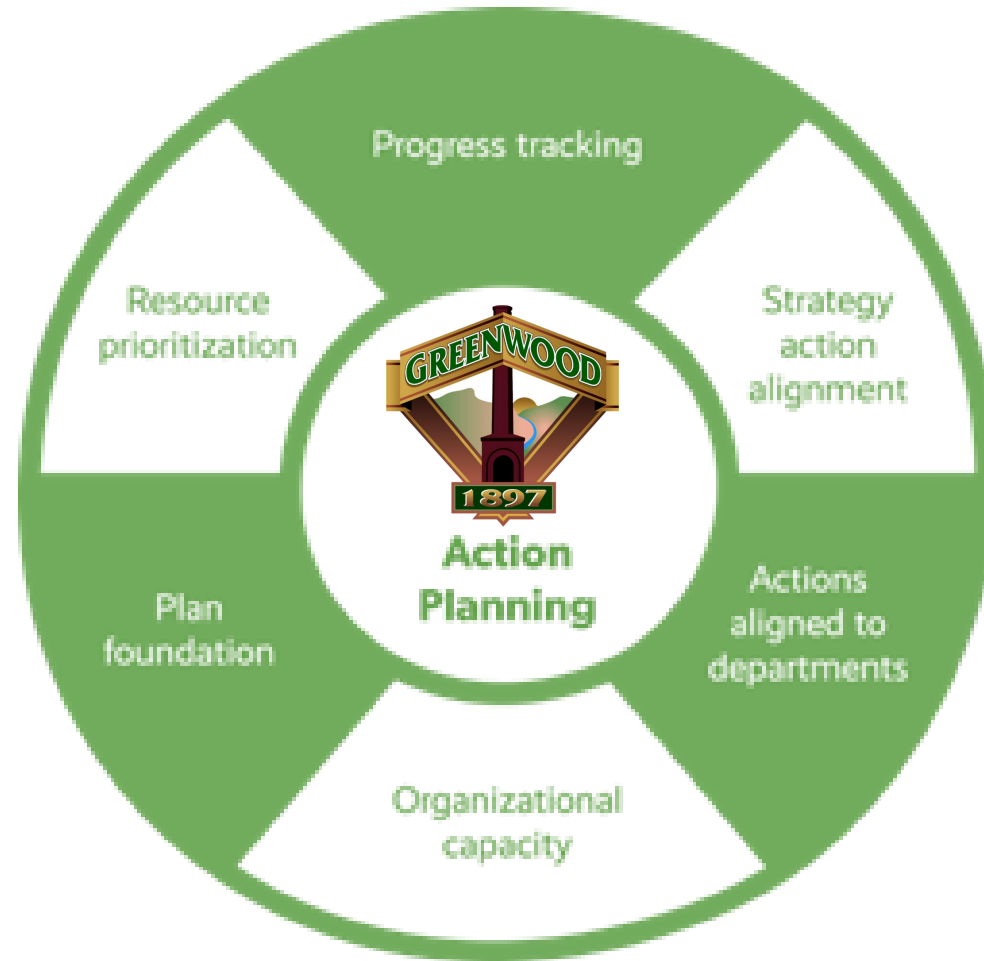 Progress tracking
Resource
prioritization
Strategy
action
alignment
GREENWOOD
1897
Action
Planning
Plan
foundation
Actions
aligned to
departments
Organizational
capacity